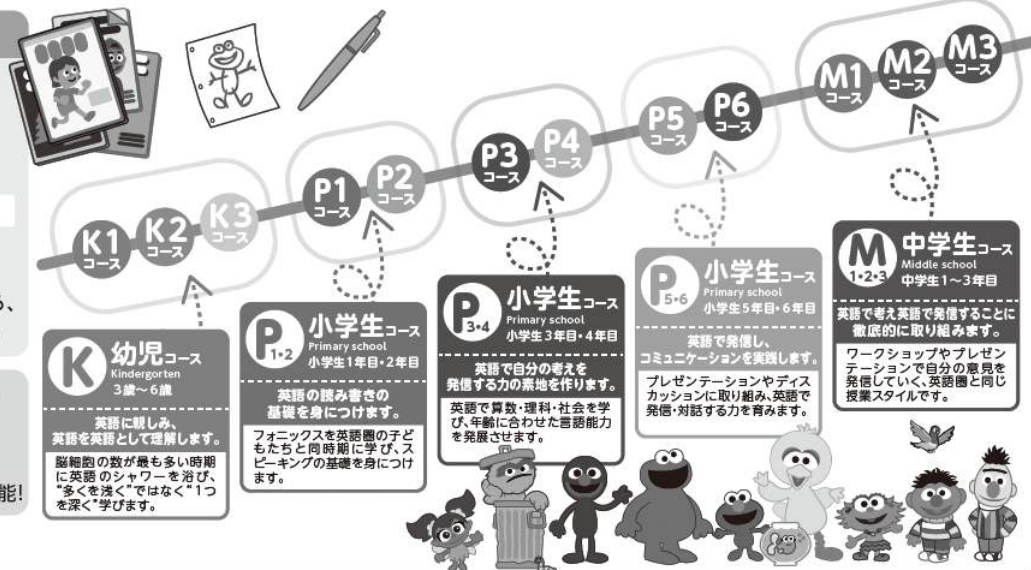 K1
コース
K2
コース
K3
コース
P1
コース
P2
コース
P3
コース
P4
コース
P5
コース
P6
コース
M1
コース
M2
コース
M3
コース
る、
能!
K
幼児コース
Kindergarten
3歳〜6歳
英語に親しみ、
英語を英語として理解します。
脳細胞の数が最も多い時期
に英語のシャワーを浴び、
“多くを浅く”ではなく“1つ
を深く”学びます。
P
1・2
小学生コース
Primary school
小学生1年目・2年目
英語の読み書きの
基礎を身につけます。
フォニックスを英語圏の子ど
もたちと同時期に学び、ス
ピーキングの基礎を身につけ
ます。
P
3・4
小学生コース
Primary school
小学生3年目・4年目
英語で自分の考えを
発信する力の素地を作ります。
英語で算数・理科・社会を学
び、年齢に合わせた言語能力
を発展させます。
P
5・6
小学生コース
Primary school
小学生5年目・6年目
英語で発信し、
コミュニケーションを実践します。
プレゼンテーションやディス
カッションに取り組み、英語で
発信・対話する力を育みます。
M
1・2・3
中学生コース
Middle school
中学生1〜3年目
英語で考え英語で発信することに
徹底的に取り組みます。
ワークショップやプレゼン
テーションで自分の意見を
発信していく、英語圏と同じ
授業スタイルです。